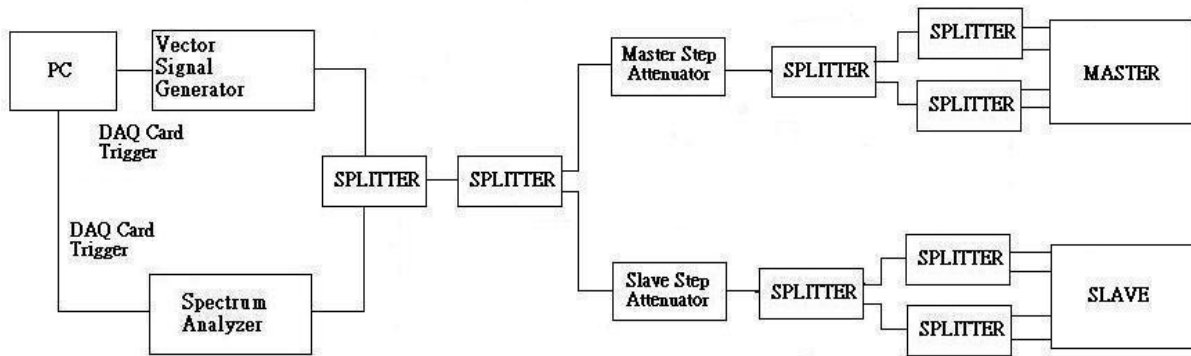 PC
Vector
Signal
Generator
DAQ Card
Trigger
DAQ Card
Trigger
Spectrum
Analyzer
SPLITTER
SPLITTER
Master Step
Attenuator
SPLITTER
SPLITTER
SPLITTER
MASTER
Slave Step
Attenuator
SPLITTER
SPLITTER
SPLITTER
SLAVE